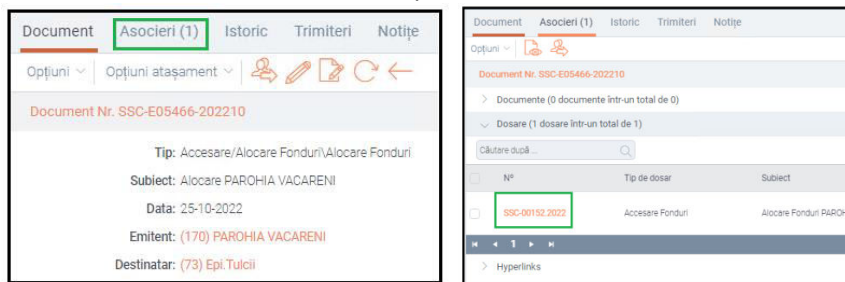 Document Asocieri (1) Istoric Trimiteri Notițe
Opțiuni Opțiuni atașament
Document Nr. SSC-E05466-202210
Tip: Accesare/Alocare Fonduri\Alocare Fonduri
Subiect: Alocare PAROHIA VACARENI
Data: 25-10-2022
Emitent: (170) PAROHIA VACARENI
Destinatar: (73) Epi.Tulcii
Document Asocieri (1) Istoric Trimiteri Notițe
Opțiuni
Document Nr. SSC-E05466-202210
Documente (0 documente într-un total de 0)
Dosare (1 dosare într-un total de 1)
Căutare după ...
Nº Tip de dosar Subiect
SSC-00152.2022 Accesare Fonduri Alocare Fonduri PAROH
1
Hyperlinks